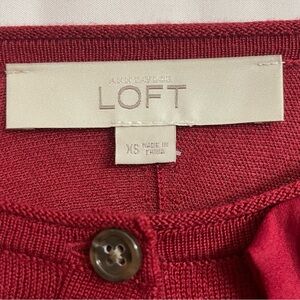 ANN TAYLOR
LOFT
XS MADE IN
CHINA